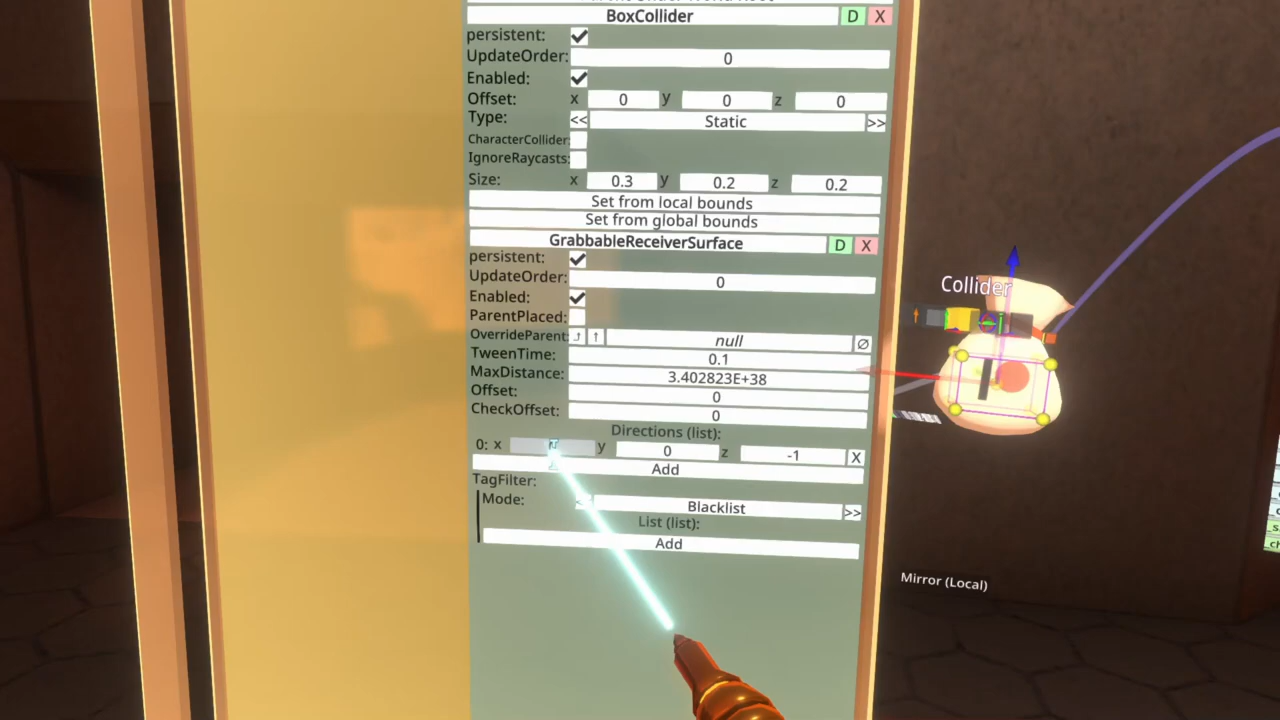 BoxCollider D X
persistent:
UpdateOrder: 0
Enabled:
Offset: x 0 y 0 z 0
Type: << Static >>
CharacterCollider:
IgnoreRaycasts:
Size: x 0.3 y 0.2 z 0.2
Set from local bounds
Set from global bounds
GrabbableReceiverSurface D X
persistent:
UpdateOrder: 0
Enabled:
ParentPlaced:
OverrideParent: ↑ null Ø
TweenTime: 0.1
MaxDistance: 3.402823E+38
Offset: 0
CheckOffset: 0
Directions (list):
0: x y 0 z -1 X
Add
TagFilter:
Mode: Blacklist >>
List (list):
Add
Collider
Mirror (Local)